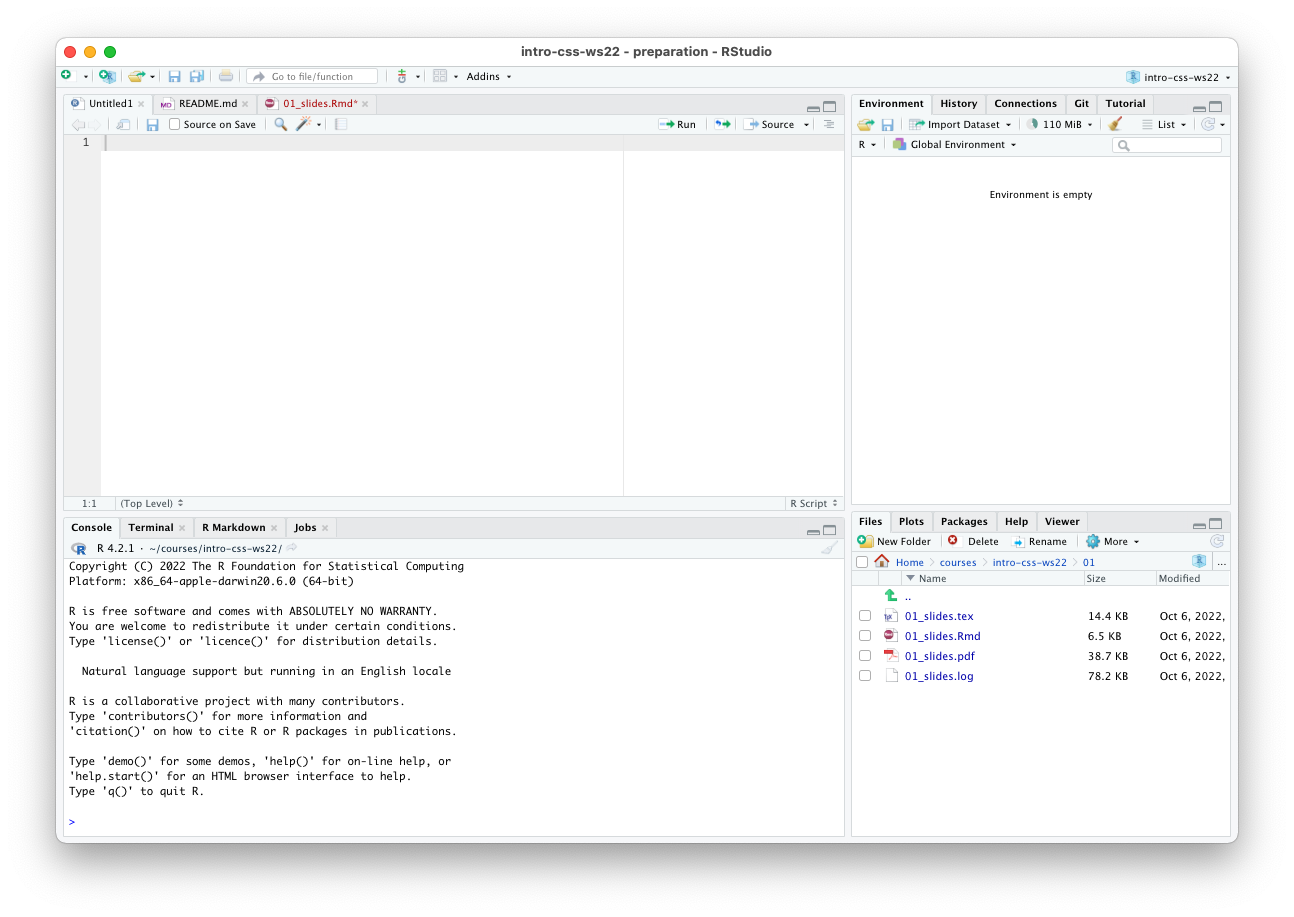 intro-css-ws22 - preparation - RStudio
Go to file/function
Addins
intro-css-ws22
Untitled1
README.md
01_slides.Rmd*
Source on Save
Run
Source
1
1:1
(Top Level)
R Script
Console
Terminal
R Markdown
Jobs
R 4.2.1 · ~/courses/intro-css-ws22/
Copyright (C) 2022 The R Foundation for Statistical Computing
Platform: x86_64-apple-darwin20.6.0 (64-bit)
R is free software and comes with ABSOLUTELY NO WARRANTY.
You are welcome to redistribute it under certain conditions.
Type 'license()' or 'licence()' for distribution details.
Natural language support but running in an English locale
R is a collaborative project with many contributors.
Type 'contributors()' for more information and
'citation()' on how to cite R or R packages in publications.
Type 'demo()' for some demos, 'help()' for on-line help, or
'help.start()' for an HTML browser interface to help.
Type 'q()' to quit R.
>
Environment
History
Connections
Git
Tutorial
Import Dataset
110 MiB
List
R
Global Environment
Environment is empty
Files
Plots
Packages
Help
Viewer
New Folder
Delete
Rename
More
Home
courses
intro-css-ws22
01
...
Name
Size
Modified
..
01_slides.tex 14.4 KB Oct 6, 2022,
01_slides.Rmd 6.5 KB Oct 6, 2022,
01_slides.pdf 38.7 KB Oct 6, 2022,
01_slides.log 78.2 KB Oct 6, 2022,